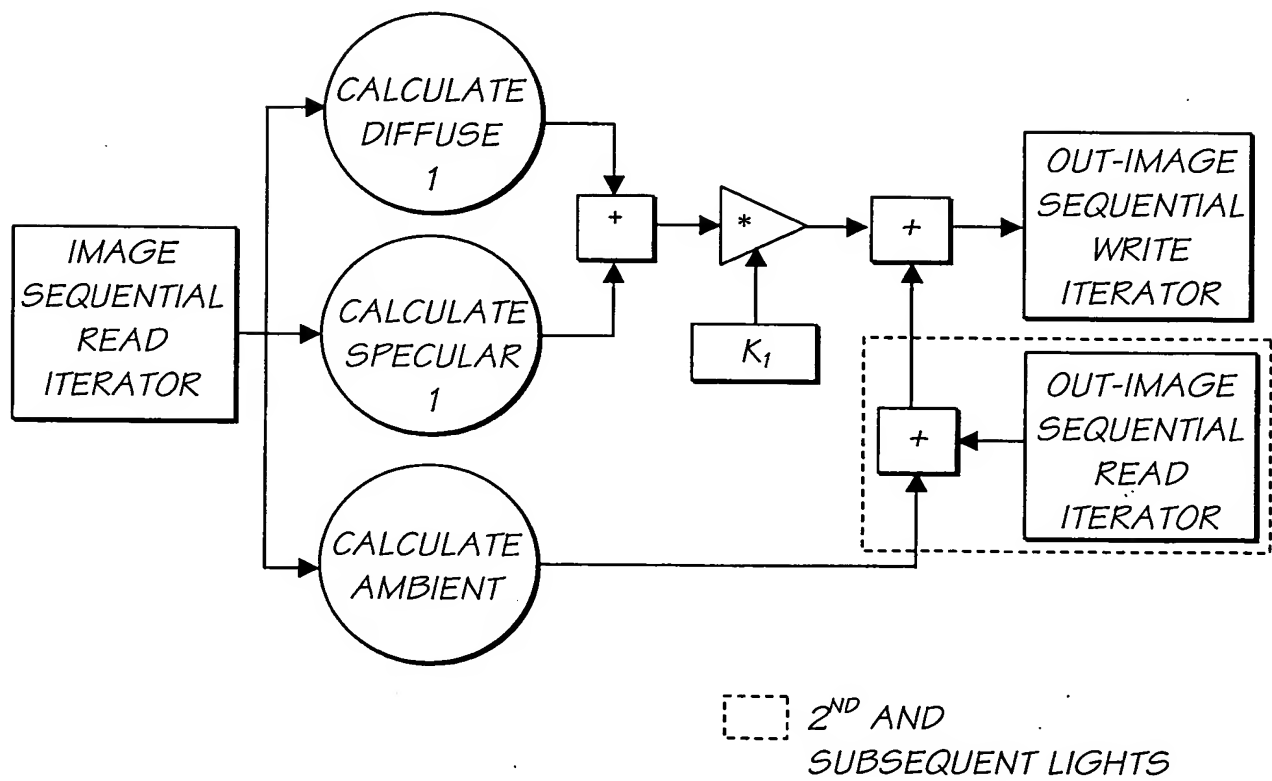 IMAGE
SEQUENTIAL
READ
ITERATOR
CALCULATE
DIFFUSE
1
CALCULATE
SPECULAR
1
CALCULATE
AMBIENT
+
*
K₁
+
OUT-IMAGE
SEQUENTIAL
WRITE
ITERATOR
+
OUT-IMAGE
SEQUENTIAL
READ
ITERATOR
2ᴺᴰ AND
SUBSEQUENT LIGHTS